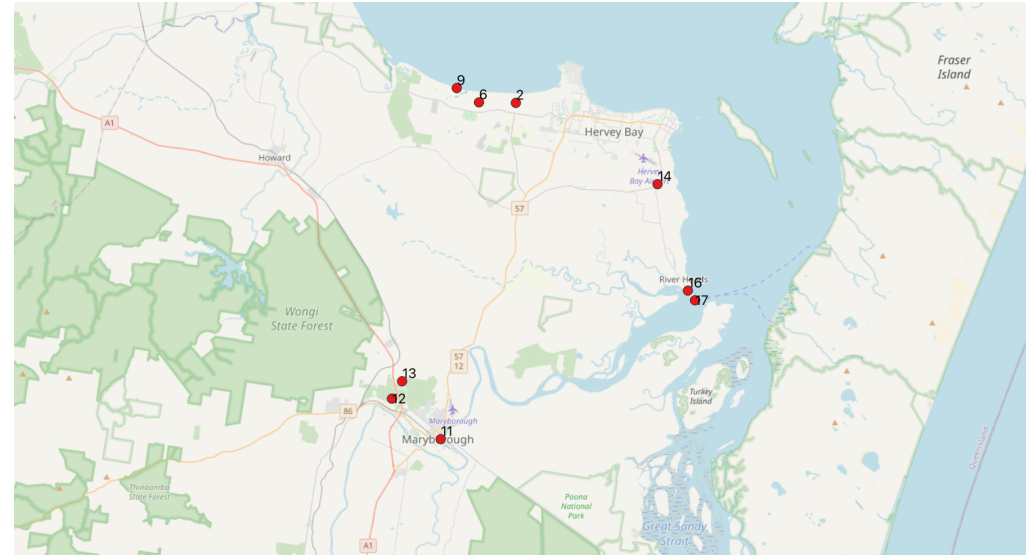 Fraser
Island
9
6
2
A1
Hervey Bay
Howard
Hervey
Bay Airport
14
57
River Heads
16
17
Wongi
State Forest
57
12
13
Turkey
Island
12
86
Maryborough
11
Maryborough
Queensland
Thinoomba
State Forest
Poona
National
Park
Great Sandy
Strait
A1